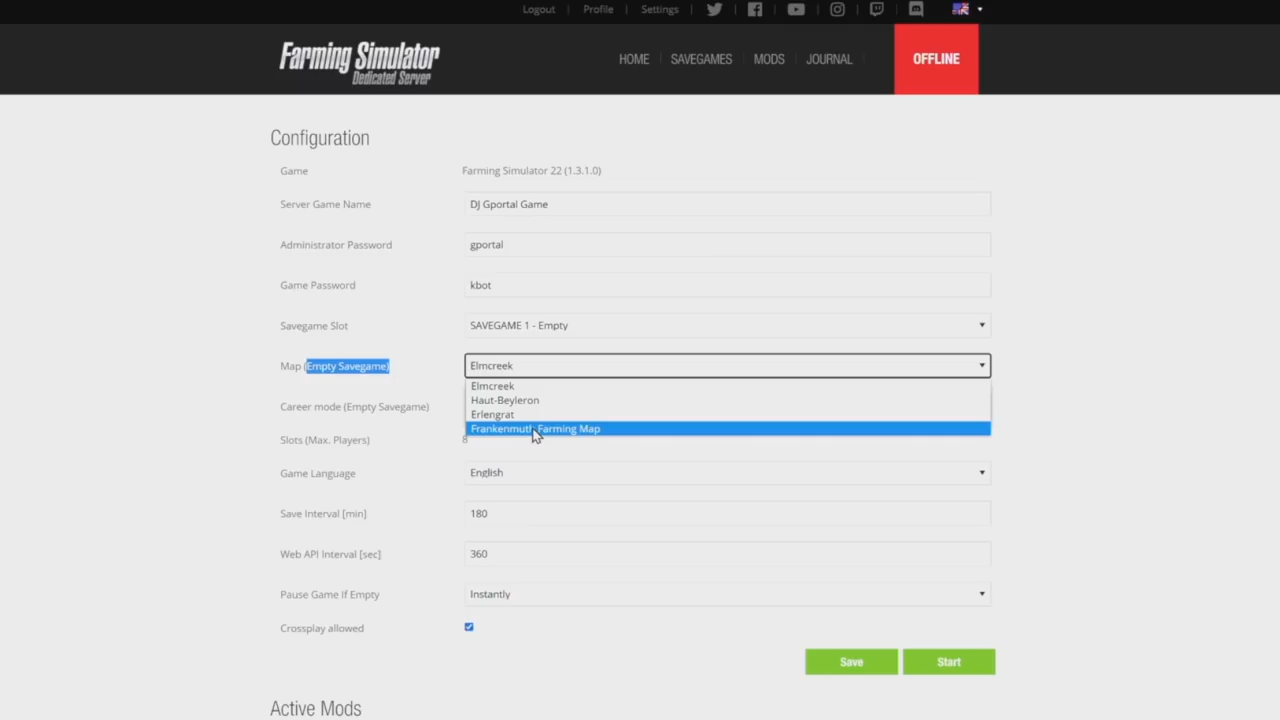 Logout | Profile | Settings | | | | | |
Farming Simulator
Dedicated Server
HOME | SAVEGAMES | MODS | JOURNAL |
OFFLINE
Configuration
Game Farming Simulator 22 (1.3.1.0)
Server Game Name DJ Gportal Game
Administrator Password gportal
Game Password kbot
Savegame Slot SAVEGAME 1 - Empty
Map (Empty Savegame) Elmcreek
Elmcreek
Haut-Beyleron
Career mode (Empty Savegame)
Erlengrat
Frankenmuth Farming Map
Slots (Max. Players) 8
Game Language English
Save Interval [min] 180
Web API Interval [sec] 360
Pause Game If Empty Instantly
Crossplay allowed
Save Start
Active Mods